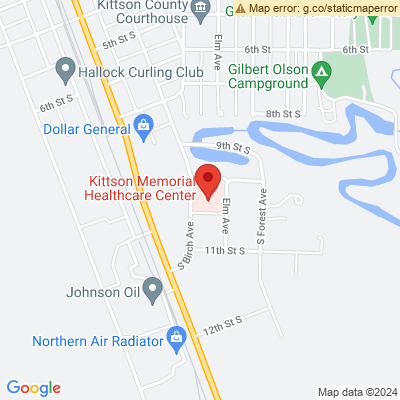 Kittson County
Courthouse
Map error: g.co/staticmaperror
G
Elm Ave
6th St S
6th St S
Hallock Curling Club
Gilbert Olson
Campground
6th St S
8th St S
Dollar General
9th St S
Kittson Memorial
Healthcare Center
Elm Ave
S Forest Ave
S Birch Ave
11th St S
Johnson Oil
12th St S
Northern Air Radiator
Google
Map data ©2024